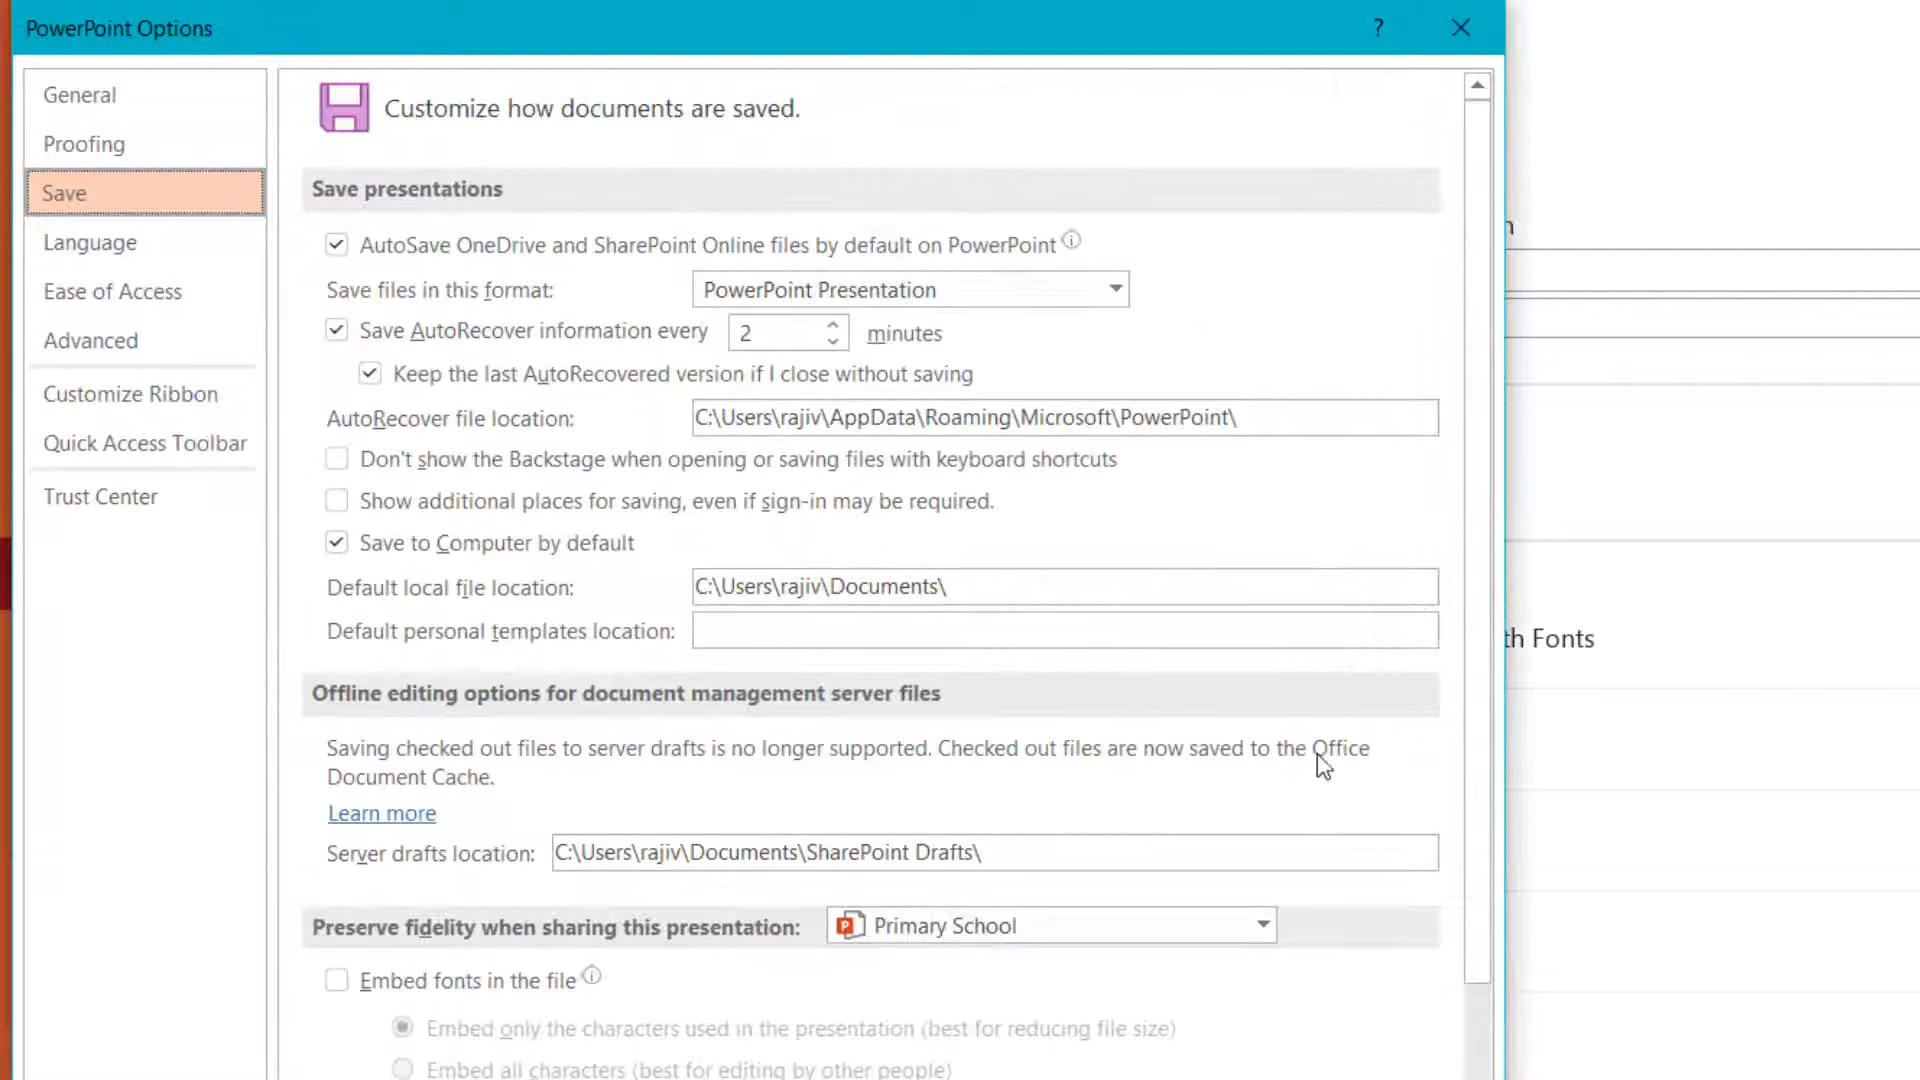 PowerPoint Options
?
General
Proofing
Save
Language
Ease of Access
Advanced
Customize Ribbon
Quick Access Toolbar
Trust Center
Customize how documents are saved.
Save presentations
AutoSave OneDrive and SharePoint Online files by default on PowerPoint
Save files in this format: PowerPoint Presentation
Save AutoRecover information every 2 minutes
Keep the last AutoRecovered version if I close without saving
AutoRecover file location: C:\Users\rajiv\AppData\Roaming\Microsoft\PowerPoint\
Don't show the Backstage when opening or saving files with keyboard shortcuts
Show additional places for saving, even if sign-in may be required.
Save to Computer by default
Default local file location: C:\Users\rajiv\Documents\
Default personal templates location:
Offline editing options for document management server files
Saving checked out files to server drafts is no longer supported. Checked out files are now saved to the Office
Document Cache.
Learn more
Server drafts location: C:\Users\rajiv\Documents\SharePoint Drafts\
Preserve fidelity when sharing this presentation: Primary School
Embed fonts in the file
Embed only the characters used in the presentation (best for reducing file size)
Embed all characters (best for editing by other people)
th Fonts